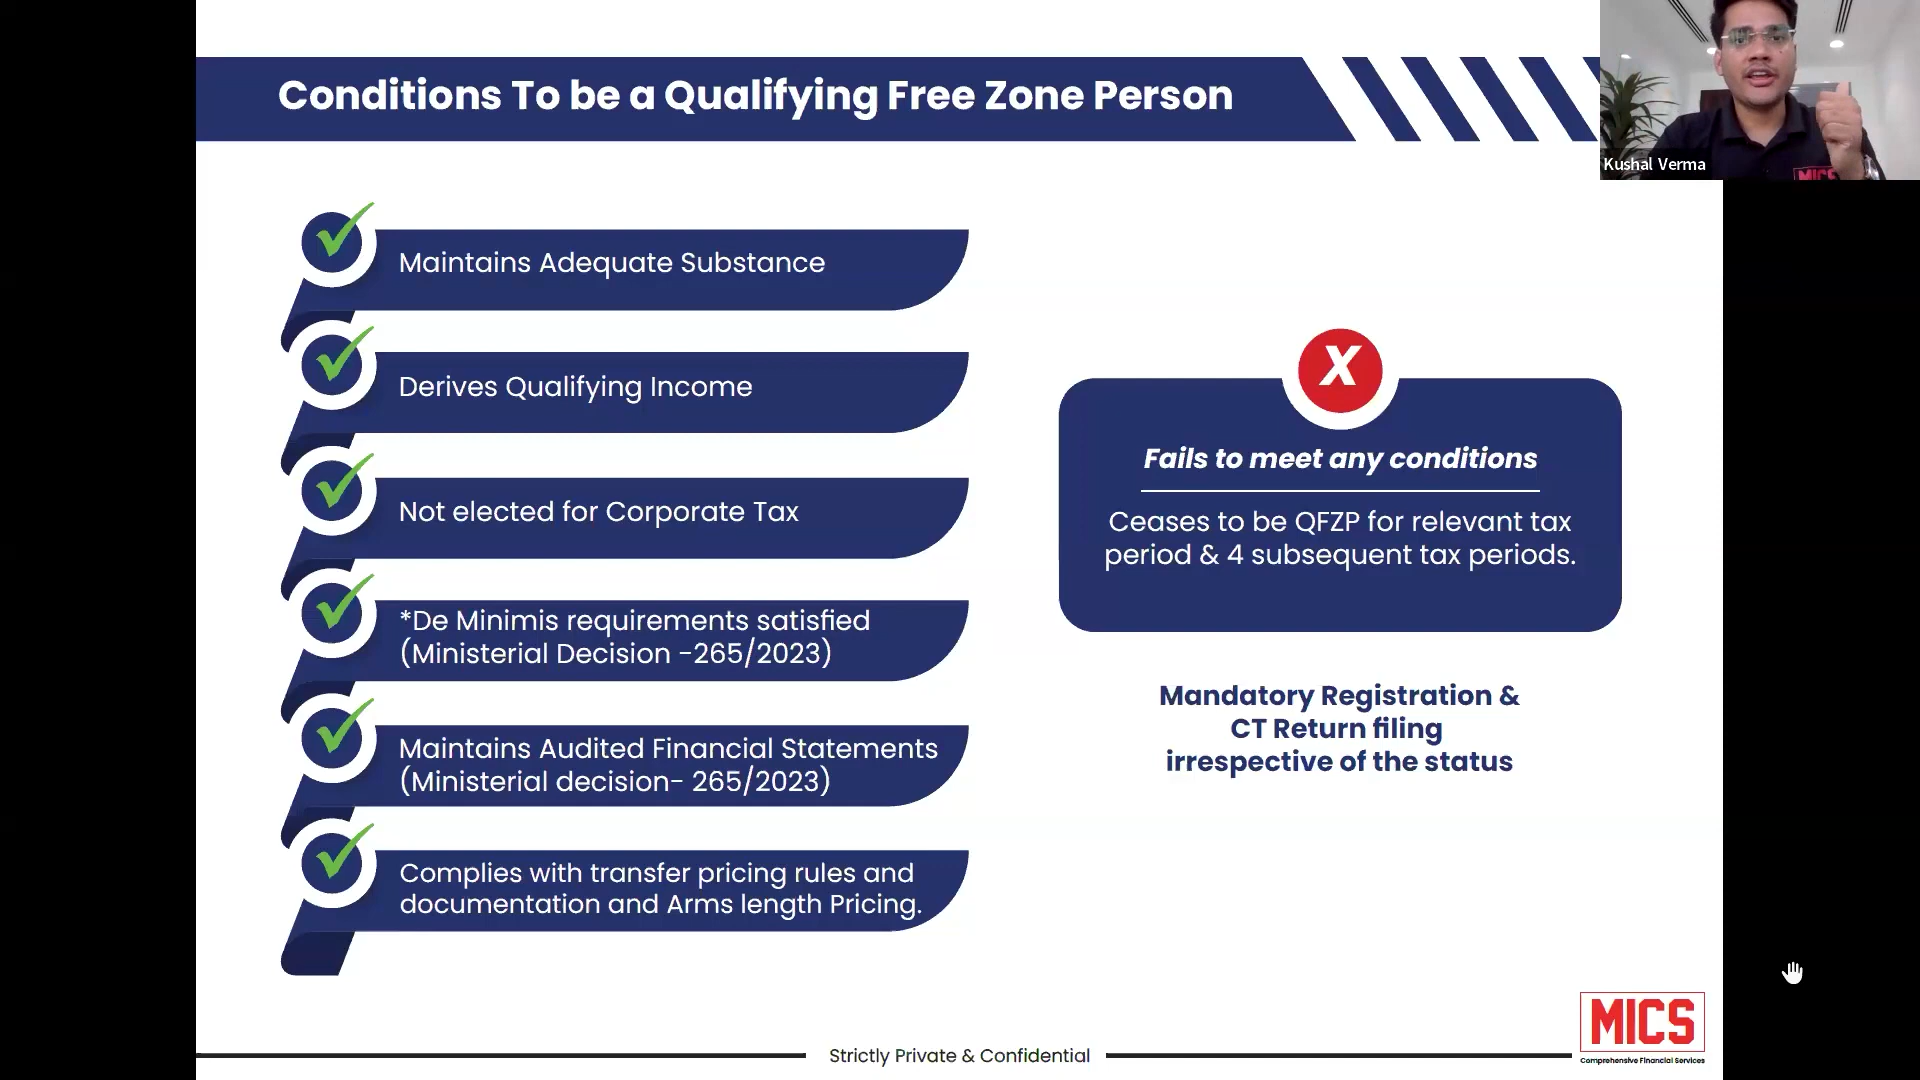 Conditions To be a Qualifying Free Zone Person
Kushal Verma
MICS
Maintains Adequate Substance
Derives Qualifying Income
Not elected for Corporate Tax
*De Minimis requirements satisfied
(Ministerial Decision -265/2023)
Maintains Audited Financial Statements
(Ministerial decision- 265/2023)
Complies with transfer pricing rules and
documentation and Arms length Pricing.
X
Fails to meet any conditions
Ceases to be QFZP for relevant tax
period & 4 subsequent tax periods.
Mandatory Registration &
CT Return filing
irrespective of the status
Strictly Private & Confidential
MICS
Comprehensive Financial Services